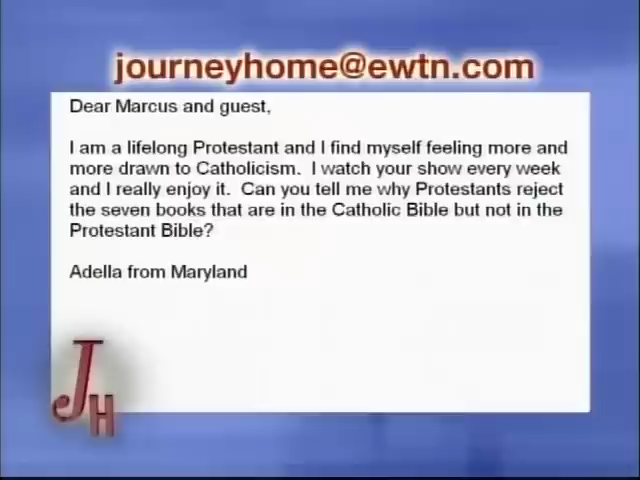 journeyhome@ewtn.com
Dear Marcus and guest,
I am a lifelong Protestant and I find myself feeling more and
more drawn to Catholicism.  I watch your show every week
and I really enjoy it.  Can you tell me why Protestants reject
the seven books that are in the Catholic Bible but not in the
Protestant Bible?
Adella from Maryland
JH